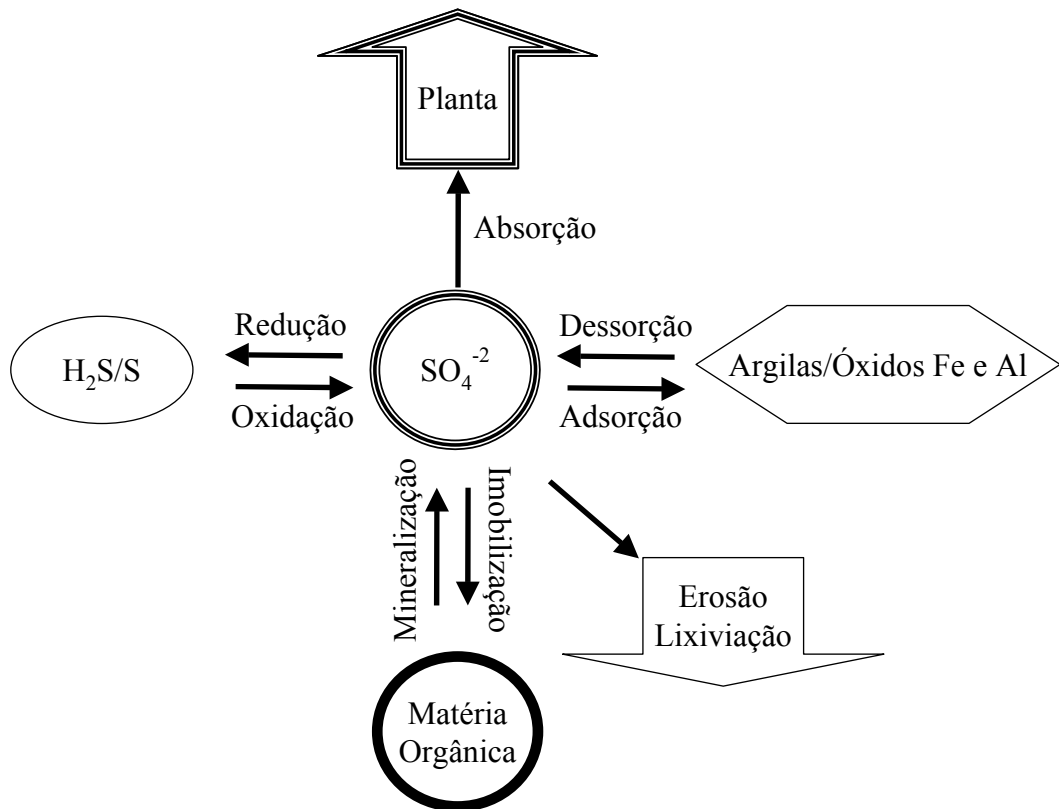 Planta
Absorção
Redução
Dessorção
H₂S/S
SO₄⁻²
Argilas/Óxidos Fe e Al
Oxidação
Adsorção
Mineralização
Imobilização
Erosão
Lixiviação
Matéria
Orgânica